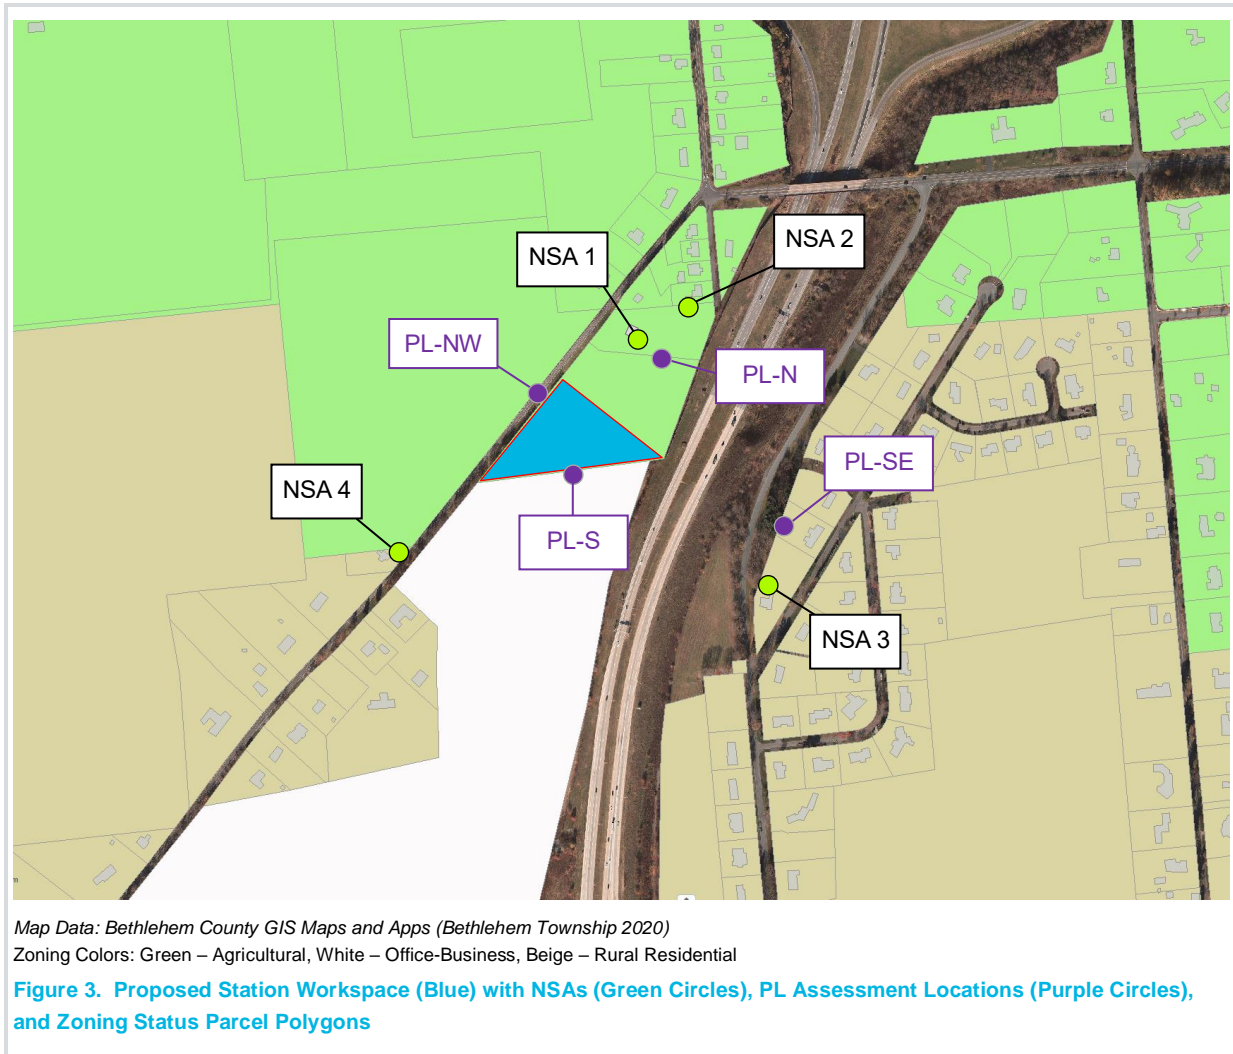 NSA 2
NSA 1
PL-NW
PL-N
PL-SE
NSA 4
PL-S
NSA 3
Map Data: Bethlehem County GIS Maps and Apps (Bethlehem Township 2020)
Zoning Colors: Green – Agricultural, White – Office-Business, Beige – Rural Residential
Figure 3. Proposed Station Workspace (Blue) with NSAs (Green Circles), PL Assessment Locations (Purple Circles),
and Zoning Status Parcel Polygons